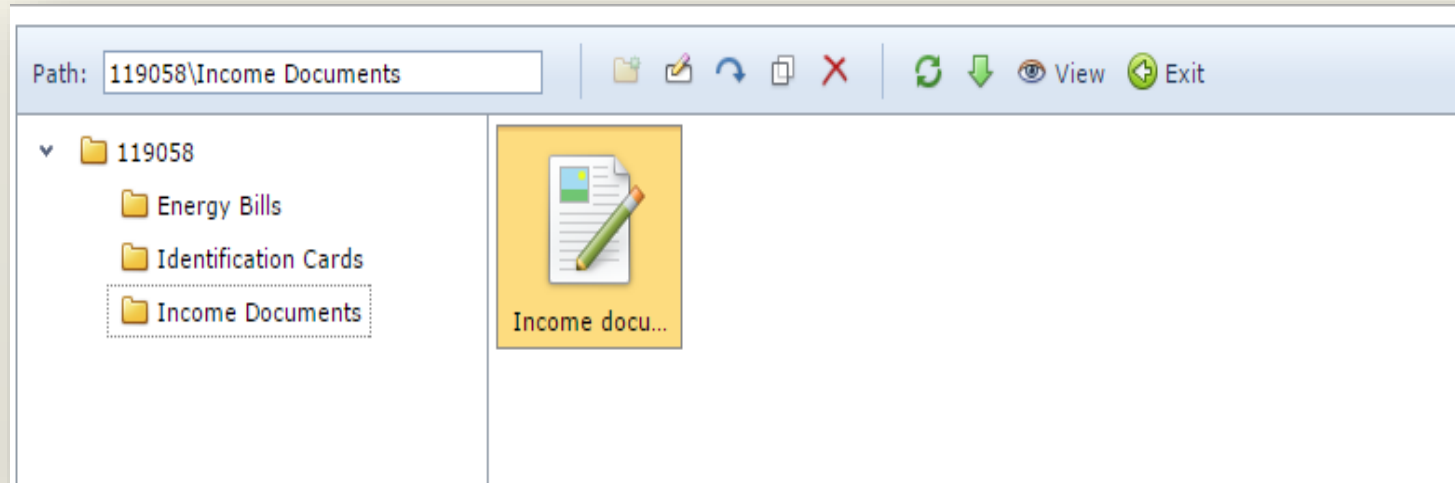 Path: 119058\Income Documents View Exit
119058
Energy Bills
Identification Cards
Income Documents
Income docu...